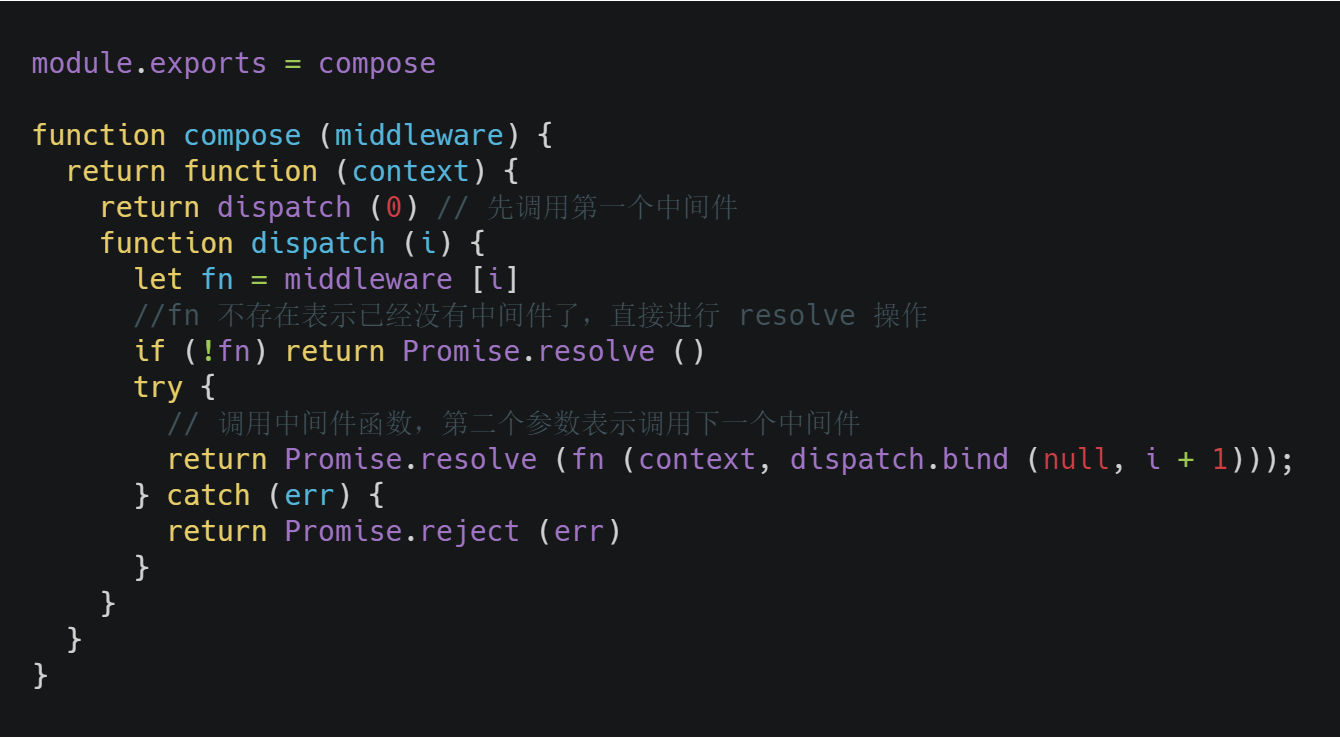 module.exports = compose
function compose (middleware) {
return function (context) {
return dispatch (0) // 先调用第一个中间件
function dispatch (i) {
let fn = middleware [i]
//fn 不存在表示已经没有中间件了，直接进行 resolve 操作
if (!fn) return Promise.resolve ()
try {
// 调用中间件函数，第二个参数表示调用下一个中间件
return Promise.resolve (fn (context, dispatch.bind (null, i + 1)));
} catch (err) {
return Promise.reject (err)
}
}
}
}